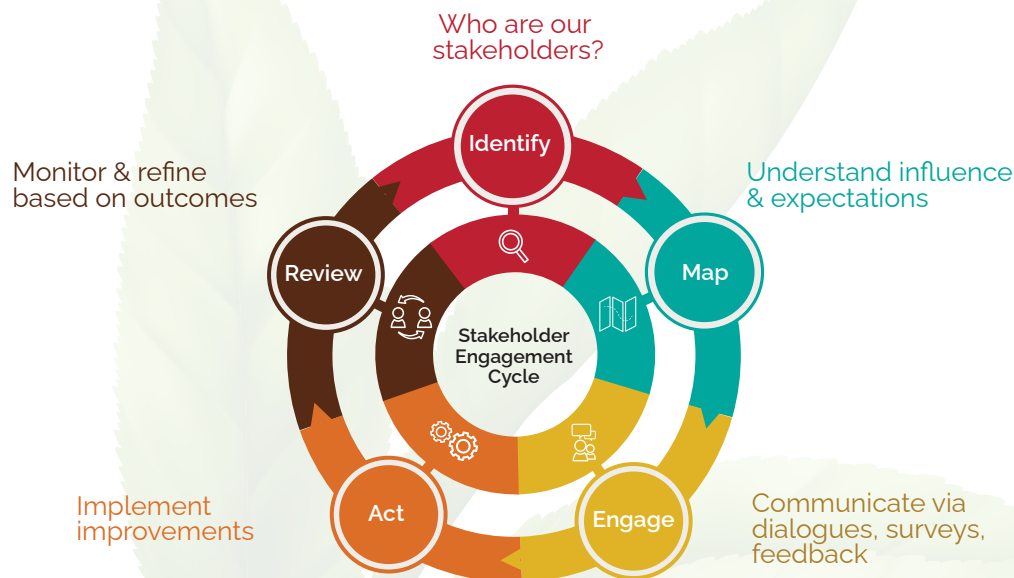 Who are our
stakeholders?
Identify
Monitor & refine
based on outcomes
Understand influence
& expectations
Review
Map
Stakeholder
Engagement
Cycle
Implement
improvements
Act
Engage
Communicate via
dialogues, surveys,
feedback